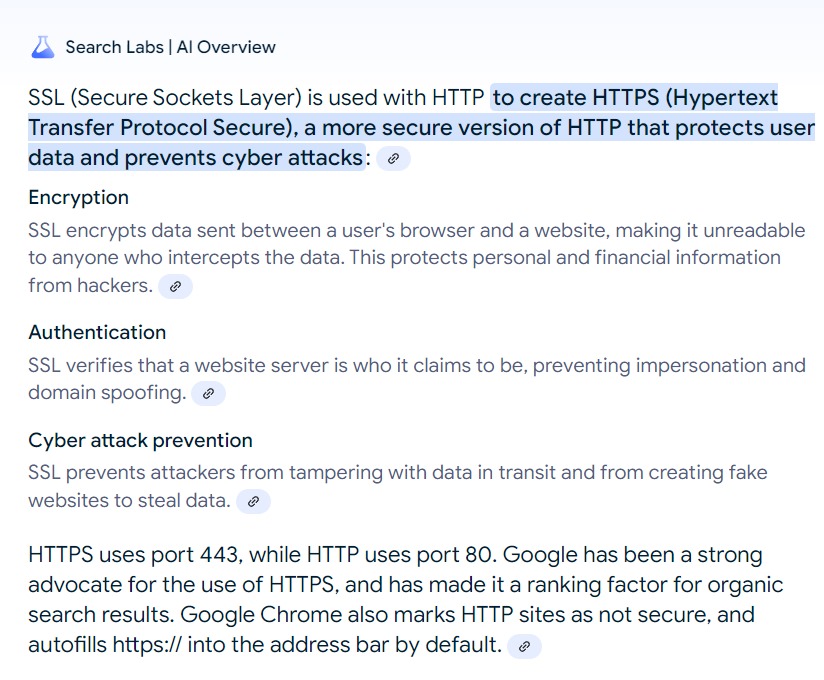 Search Labs | AI Overview
SSL (Secure Sockets Layer) is used with HTTP to create HTTPS (Hypertext
Transfer Protocol Secure), a more secure version of HTTP that protects user
data and prevents cyber attacks:
Encryption
SSL encrypts data sent between a user's browser and a website, making it unreadable
to anyone who intercepts the data. This protects personal and financial information
from hackers.
Authentication
SSL verifies that a website server is who it claims to be, preventing impersonation and
domain spoofing.
Cyber attack prevention
SSL prevents attackers from tampering with data in transit and from creating fake
websites to steal data.
HTTPS uses port 443, while HTTP uses port 80. Google has been a strong
advocate for the use of HTTPS, and has made it a ranking factor for organic
search results. Google Chrome also marks HTTP sites as not secure, and
autofills https:// into the address bar by default.